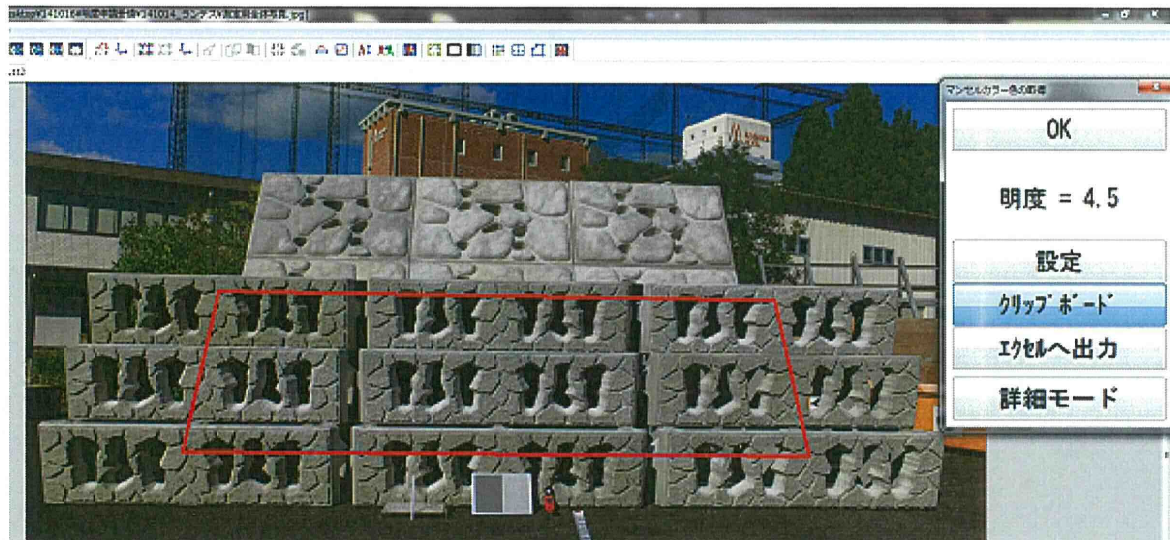 マンセルカラー色の取得
OK
明度 = 4.5
設定
クリップボード
エクセルへ出力
詳細モード